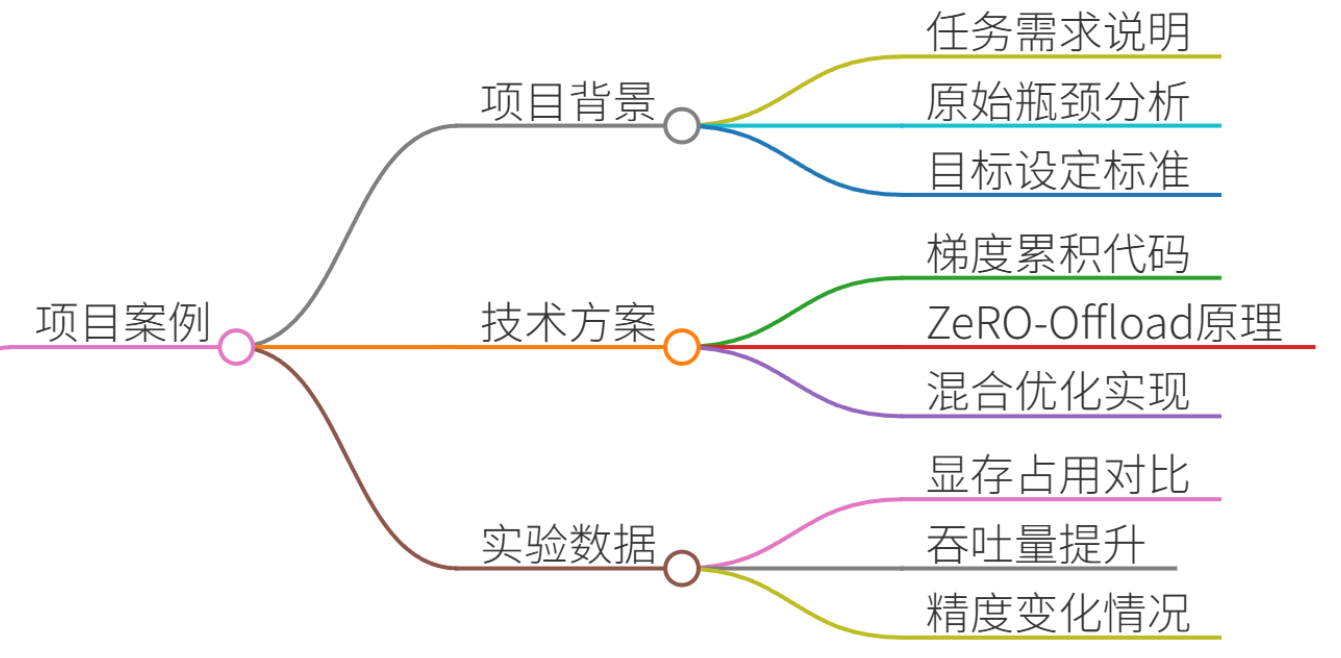 项目案例
项目背景
任务需求说明
原始瓶颈分析
目标设定标准
技术方案
梯度累积代码
ZeRO-Offload原理
混合优化实现
实验数据
显存占用对比
吞吐量提升
精度变化情况